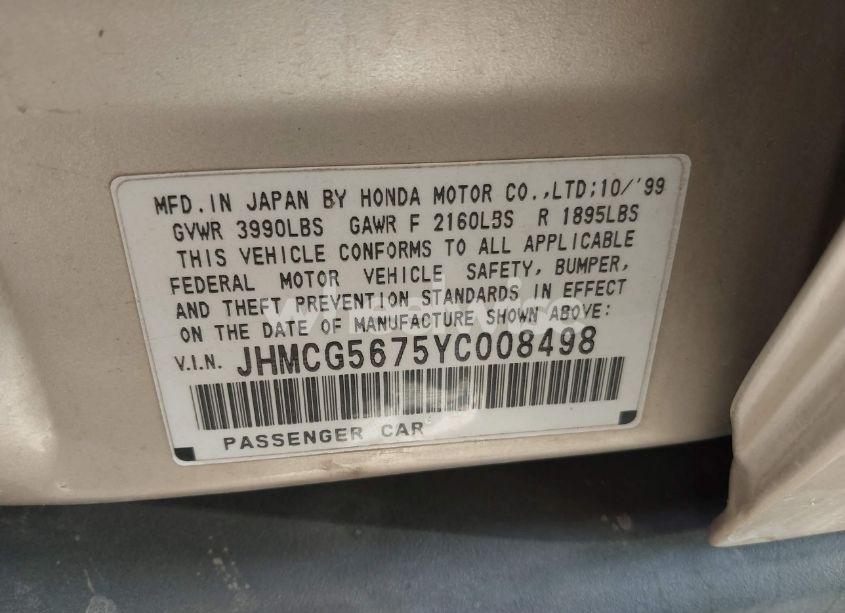 MFD. IN JAPAN BY HONDA MOTOR CO.,LTD;10/'99
GVWR 3990LBS GAWR F 2160LBS R 1895LBS
THIS VEHICLE CONFORMS TO ALL APPLICABLE
FEDERAL MOTOR VEHICLE SAFETY, BUMPER,
AND THEFT PREVENTION STANDARDS IN EFFECT
ON THE DATE OF MANUFACTURE SHOWN ABOVE:
V.I.N. JHMCG5675YC008498
PASSENGER CAR